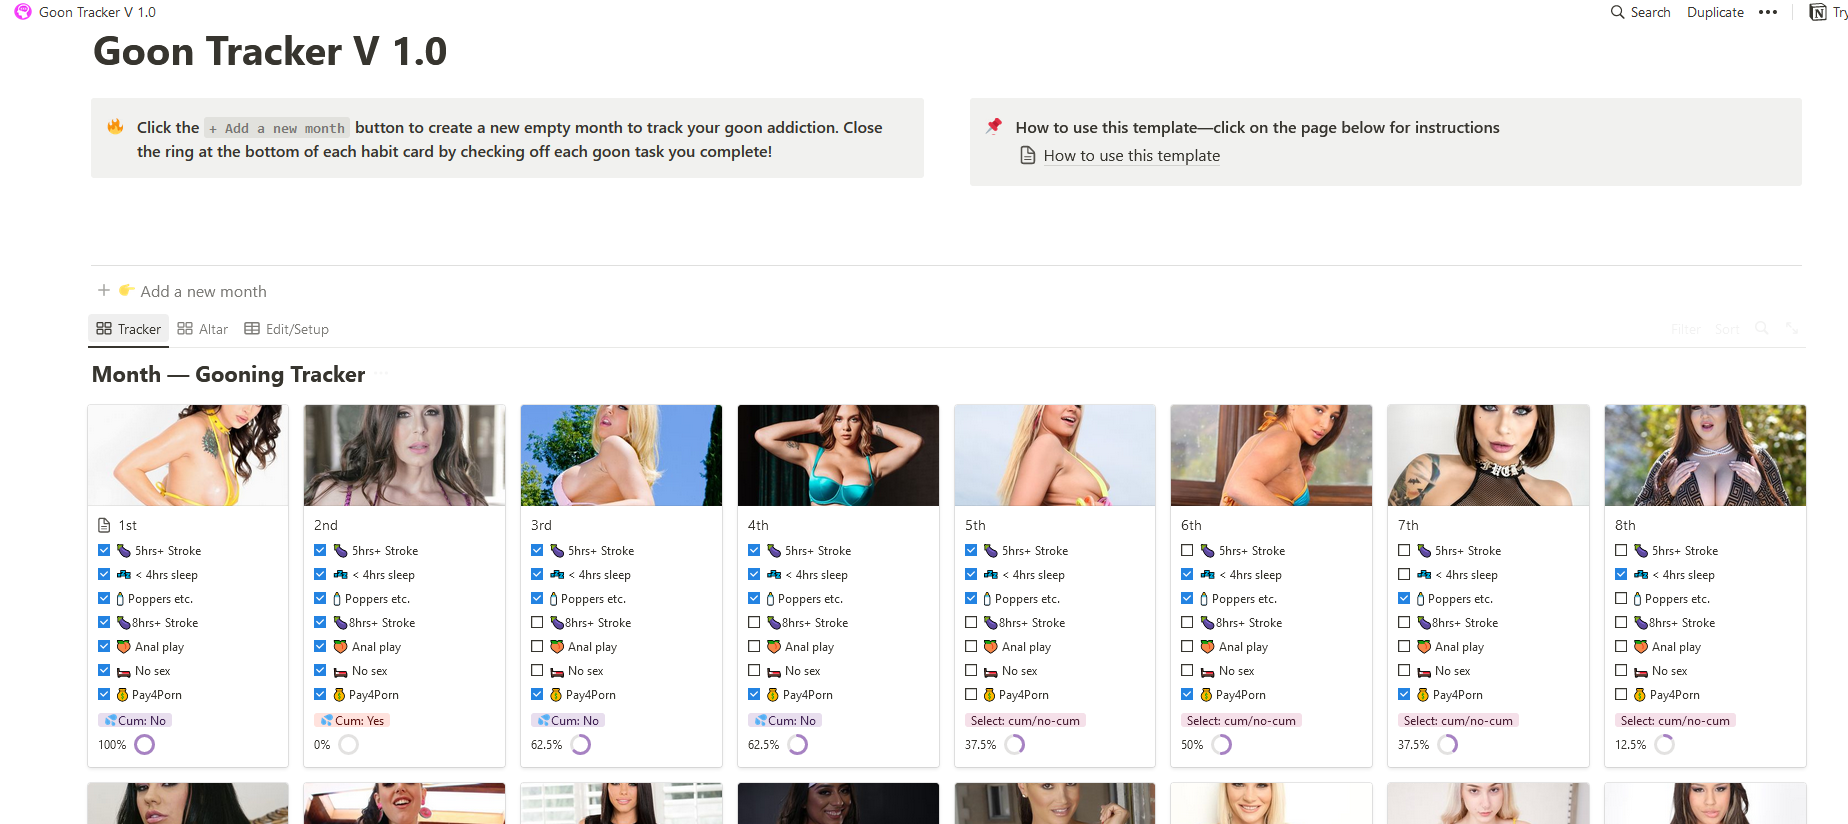 Goon Tracker V 1.0
Search Duplicate ••• Try
Goon Tracker V 1.0
Click the + Add a new month button to create a new empty month to track your goon addiction. Close
the ring at the bottom of each habit card by checking off each goon task you complete!
How to use this template—click on the page below for instructions
How to use this template
+ Add a new month
Tracker Altar Edit/Setup
Filter Sort
Month — Gooning Tracker
1st
5hrs+ Stroke
< 4hrs sleep
Poppers etc.
8hrs+ Stroke
Anal play
No sex
Pay4Porn
Cum: No
100%
2nd
5hrs+ Stroke
< 4hrs sleep
Poppers etc.
8hrs+ Stroke
Anal play
No sex
Pay4Porn
Cum: Yes
0%
3rd
5hrs+ Stroke
< 4hrs sleep
Poppers etc.
8hrs+ Stroke
Anal play
No sex
Pay4Porn
Cum: No
62.5%
4th
5hrs+ Stroke
< 4hrs sleep
Poppers etc.
8hrs+ Stroke
Anal play
No sex
Pay4Porn
Cum: No
62.5%
5th
5hrs+ Stroke
< 4hrs sleep
Poppers etc.
8hrs+ Stroke
Anal play
No sex
Pay4Porn
Select: cum/no-cum
37.5%
6th
5hrs+ Stroke
< 4hrs sleep
Poppers etc.
8hrs+ Stroke
Anal play
No sex
Pay4Porn
Select: cum/no-cum
50%
7th
5hrs+ Stroke
< 4hrs sleep
Poppers etc.
8hrs+ Stroke
Anal play
No sex
Pay4Porn
Select: cum/no-cum
37.5%
8th
5hrs+ Stroke
< 4hrs sleep
Poppers etc.
8hrs+ Stroke
Anal play
No sex
Pay4Porn
Select: cum/no-cum
12.5%